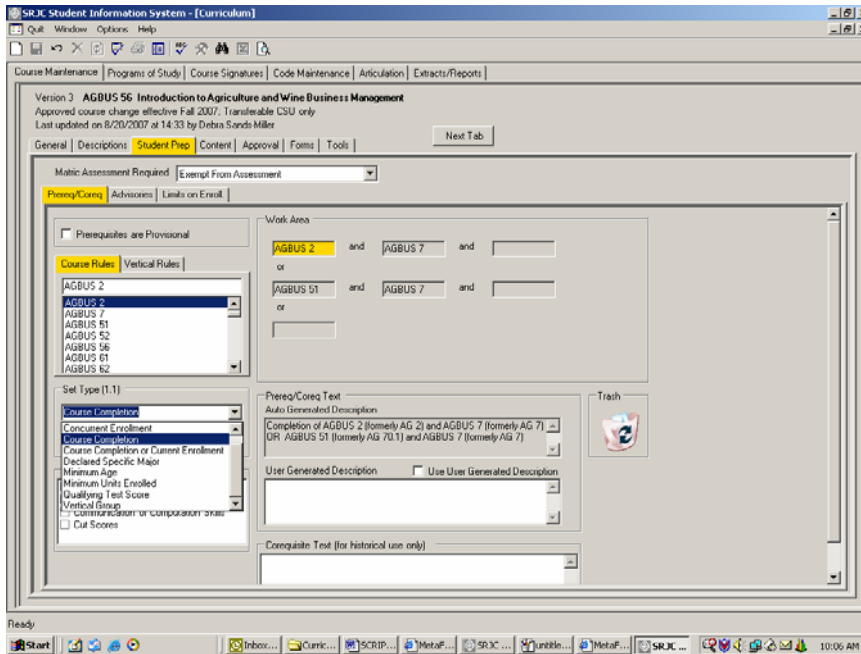 SRJC Student Information System - [Curriculum]
Quit Window Options Help
Course Maintenance Programs of Study Course Signatures Code Maintenance Articulation Extracts/Reports
Version 3 AGBUS 56 Introduction to Agriculture and Wine Business Management
Approved course change effective Fall 2007; Transferable CSU only
Last updated on 8/20/2007 at 14:33 by Debra Sands-Miller
Next Tab
General Descriptions Student Prep Content Approval Forms Tools
Matric Assessment Required Exempt From Assessment
Prereq/Coreq Advisories Limits on Enroll
Prerequisites are Provisional
Course Rules Vertical Rules
AGBUS 2
AGBUS 2
AGBUS 7
AGBUS 51
AGBUS 52
AGBUS 56
AGBUS 61
AGBUS 62
Work Area
AGBUS 2 and AGBUS 7 and
or
AGBUS 51 and AGBUS 7 and
or
Set Type (1.1)
Course Completion
Concurrent Enrollment
Course Completion
Course Completion or Current Enrollment
Declared Specific Major
Minimum Age
Minimum Units Enrolled
Qualifying Test Score
Vertical Group
Communication or Computation Skills
Cut Scores
Prereq/Coreq Text
Auto Generated Description
Completion of AGBUS 2 (formerly AG 2) and AGBUS 7 (formerly AG 7)
OR AGBUS 51 (formerly AG 70.1) and AGBUS 7 (formerly AG 7)
Trash
User Generated Description Use User Generated Description
Corequisite Text (for historical use only)
Ready
Start Inbox... Curric... SCRIP... MetaF... SRJC ... untitle... MetaF... SRJC ... 10:06 AM